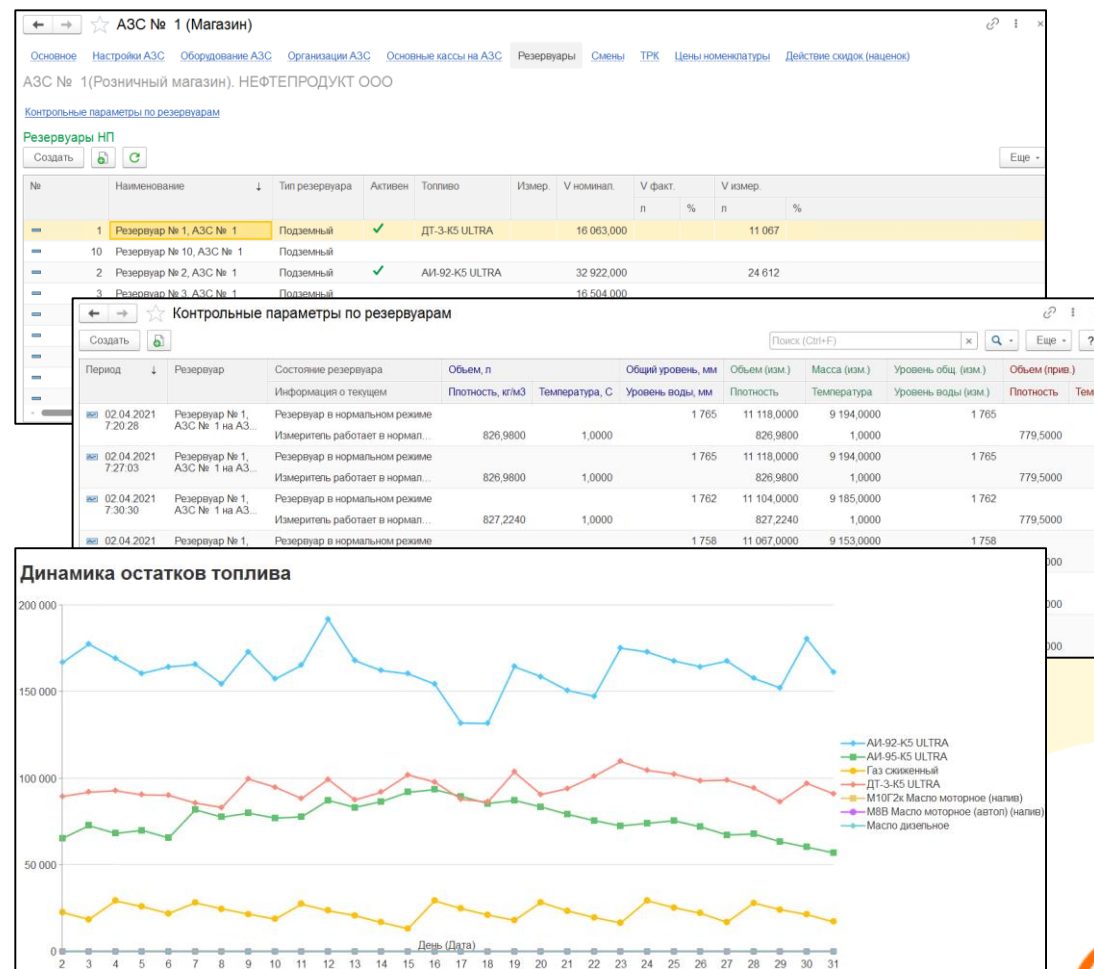 АЗС № 1 (Магазин)
Основное Настройки АЗС Оборудование АЗС Организации АЗС Основные кассы на АЗС Резервуары Смены ТРК Цены номенклатуры Действие скидок (наценок)
АЗС № 1(Розничный магазин). НЕФТЕПРОДУКТ ООО
Контрольные параметры по резервуарам
Резервуары НП
Создать Еще
№ Наименование ↓ Тип резервуара Активен Топливо Измер. V номинал. V факт. V измер.
л % л %
1 Резервуар № 1, АЗС № 1 Подземный ДТ-З-К5 ULTRA 16 063,000 11 067
10 Резервуар № 10, АЗС № 1 Подземный
2 Резервуар № 2, АЗС № 1 Подземный АИ-92-К5 ULTRA 32 922,000 24 612
3 Резервуар № 3, АЗС № 1 Подземный 16 504,000
Контрольные параметры по резервуарам
Создать Поиск (Ctrl+F) × Еще ?
Период ↓ Резервуар Состояние резервуара Объем, л Общий уровень, мм Объем (изм.) Масса (изм.) Уровень общ. (изм.) Объем (прив.)
Информация о текущем Плотность, кг/м3 Температура, С Уровень воды, мм Плотность Температура Уровень воды (изм.) Плотность Тем
02.04.2021 Резервуар № 1, Резервуар в нормальном режиме 1 765 11 118,0000 9 194,0000 1 765
7:20:28 АЗС № 1 на АЗ...
Измеритель работает в нормал... 826,9800 1,0000 826,9800 1,0000 779,5000
02.04.2021 Резервуар № 1, Резервуар в нормальном режиме 1 765 11 118,0000 9 194,0000 1 765
7:27:03 АЗС № 1 на АЗ...
Измеритель работает в нормал... 826,9800 1,0000 826,9800 1,0000 779,5000
02.04.2021 Резервуар № 1, Резервуар в нормальном режиме 1 762 11 104,0000 9 185,0000 1 762
7:30:30 АЗС № 1 на АЗ...
Измеритель работает в нормал... 827,2240 1,0000 827,2240 1,0000 779,5000
02.04.2021 Резервуар № 1, Резервуар в нормальном режиме 1 758 11 067,0000 9 153,0000 1 758
000
000
000
Динамика остатков топлива
200 000
150 000
100 000
50 000
0
АИ-92-К5 ULTRA
АИ-95-К5 ULTRA
Газ сжиженный
ДТ-З-К5 ULTRA
М10Г2к Масло моторное (налив)
М8В Масло моторное (автол) (налив)
Масло дизельное
День (Дата)
2 3 4 5 6 7 8 9 10 11 12 13 14 15 16 17 18 19 20 21 22 23 24 25 26 27 28 29 30 31